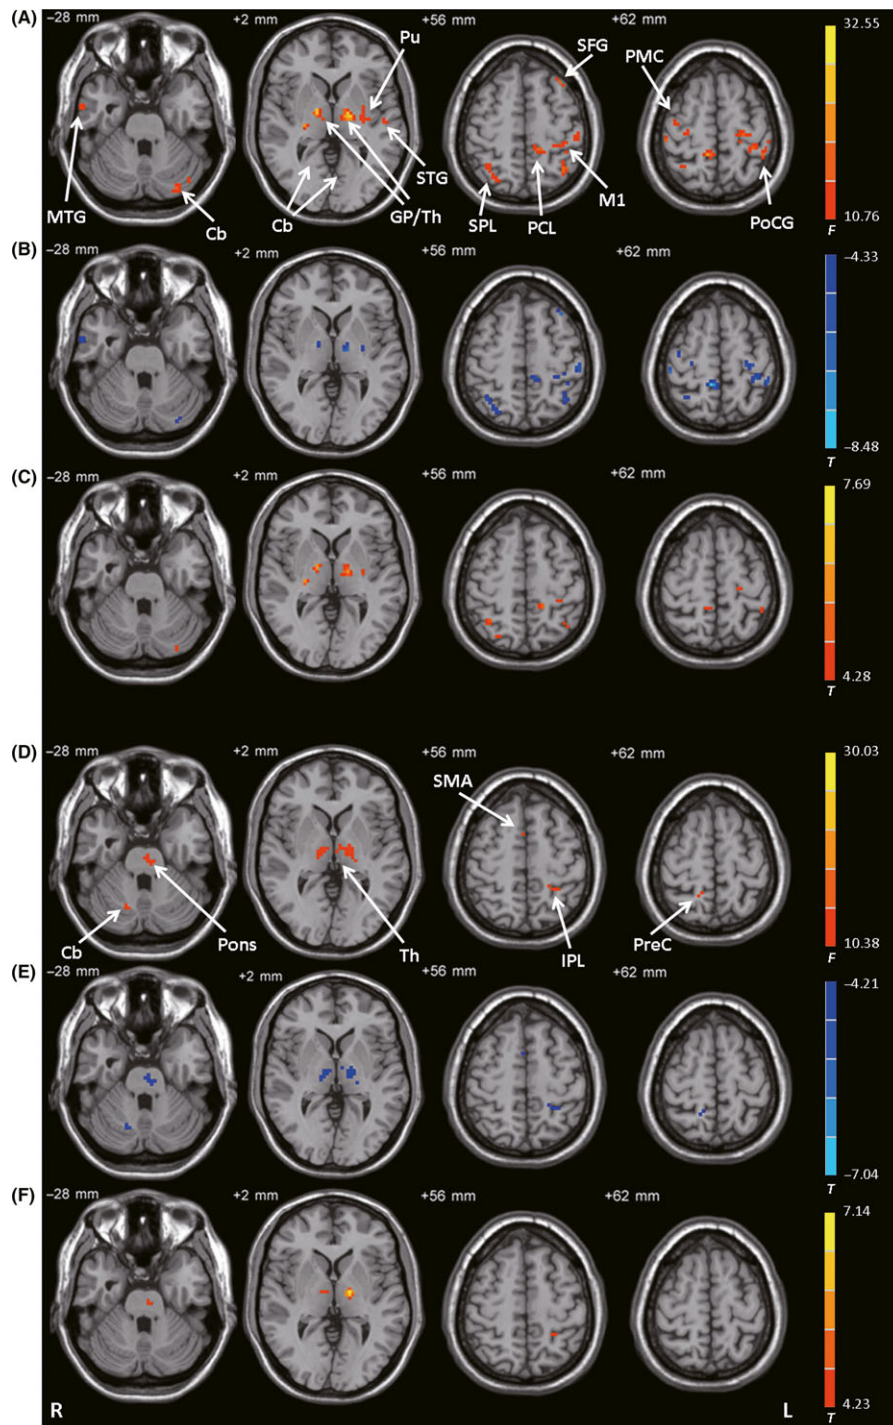 (A) −28 mm +2 mm +56 mm +62 mm 32.55
Pu SFG PMC
MTG Cb Cb GP/Th STG SPL PCL M1 PoCG 10.76
F
(B) −4.33
−28 mm +2 mm +56 mm +62 mm
−8.48
T
(C) −28 mm +2 mm +56 mm +62 mm 7.69
4.28
T
(D) −28 mm +2 mm +56 mm +62 mm 30.03
SMA
Cb Pons Th IPL PreC 10.38
F
(E) −28 mm +2 mm +56 mm +62 mm −4.21
−7.04
T
(F) −28 mm +2 mm +56 mm +62 mm 7.14
R L 4.23
T